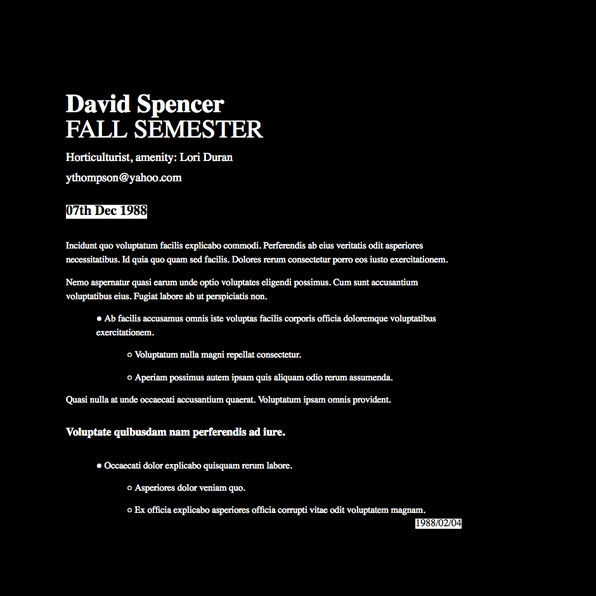 David Spencer
FALL SEMESTER
Horticulturist, amenity: Lori Duran
ythompson@yahoo.com
07th Dec 1988
Incidunt quo voluptatum facilis explicabo commodi. Perferendis ab eius veritatis odit asperiores
necessitatibus. Id quia quo quam sed facilis. Dolores rerum consectetur porro eos iusto exercitationem.
Nemo aspernatur quasi earum unde optio voluptates eligendi possimus. Cum sunt accusantium
voluptatibus eius. Fugiat labore ab ut perspiciatis non.
● Ab facilis accusamus omnis iste voluptas facilis corporis officia doloremque voluptatibus
exercitationem.
○ Voluptatum nulla magni repellat consectetur.
○ Aperiam possimus autem ipsam quis aliquam odio rerum assumenda.
Quasi nulla at unde occaecati accusantium quaerat. Voluptatum ipsam omnis provident.
Voluptate quibusdam nam perferendis ad iure.
● Occaecati dolor explicabo quisquam rerum labore.
○ Asperiores dolor veniam quo.
○ Ex officia explicabo asperiores officia corrupti vitae odit voluptatem magnam.
1988/02/04